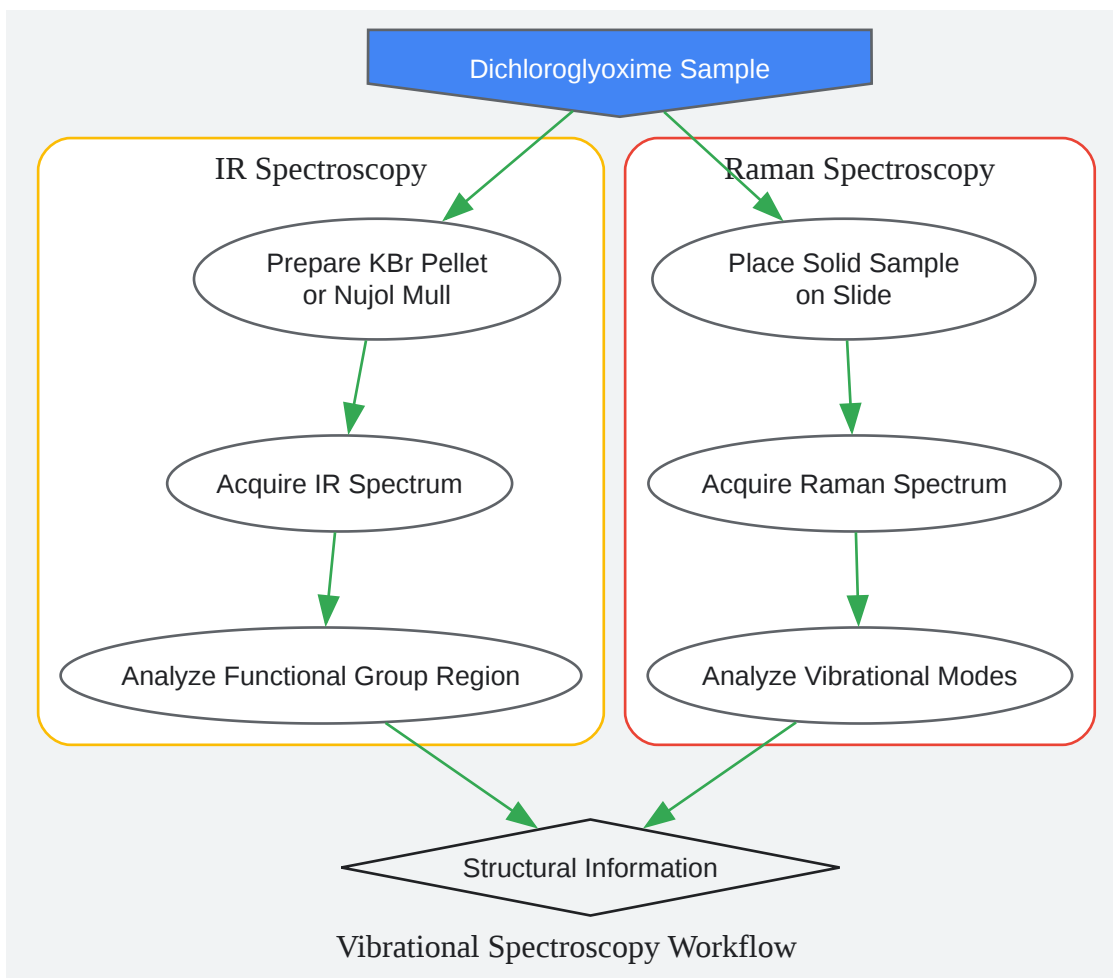 Dichloroglyoxime Sample
IR Spectroscopy
Prepare KBr Pellet
or Nujol Mull
Acquire IR Spectrum
Analyze Functional Group Region
Raman Spectroscopy
Place Solid Sample
on Slide
Acquire Raman Spectrum
Analyze Vibrational Modes
Structural Information
Vibrational Spectroscopy Workflow